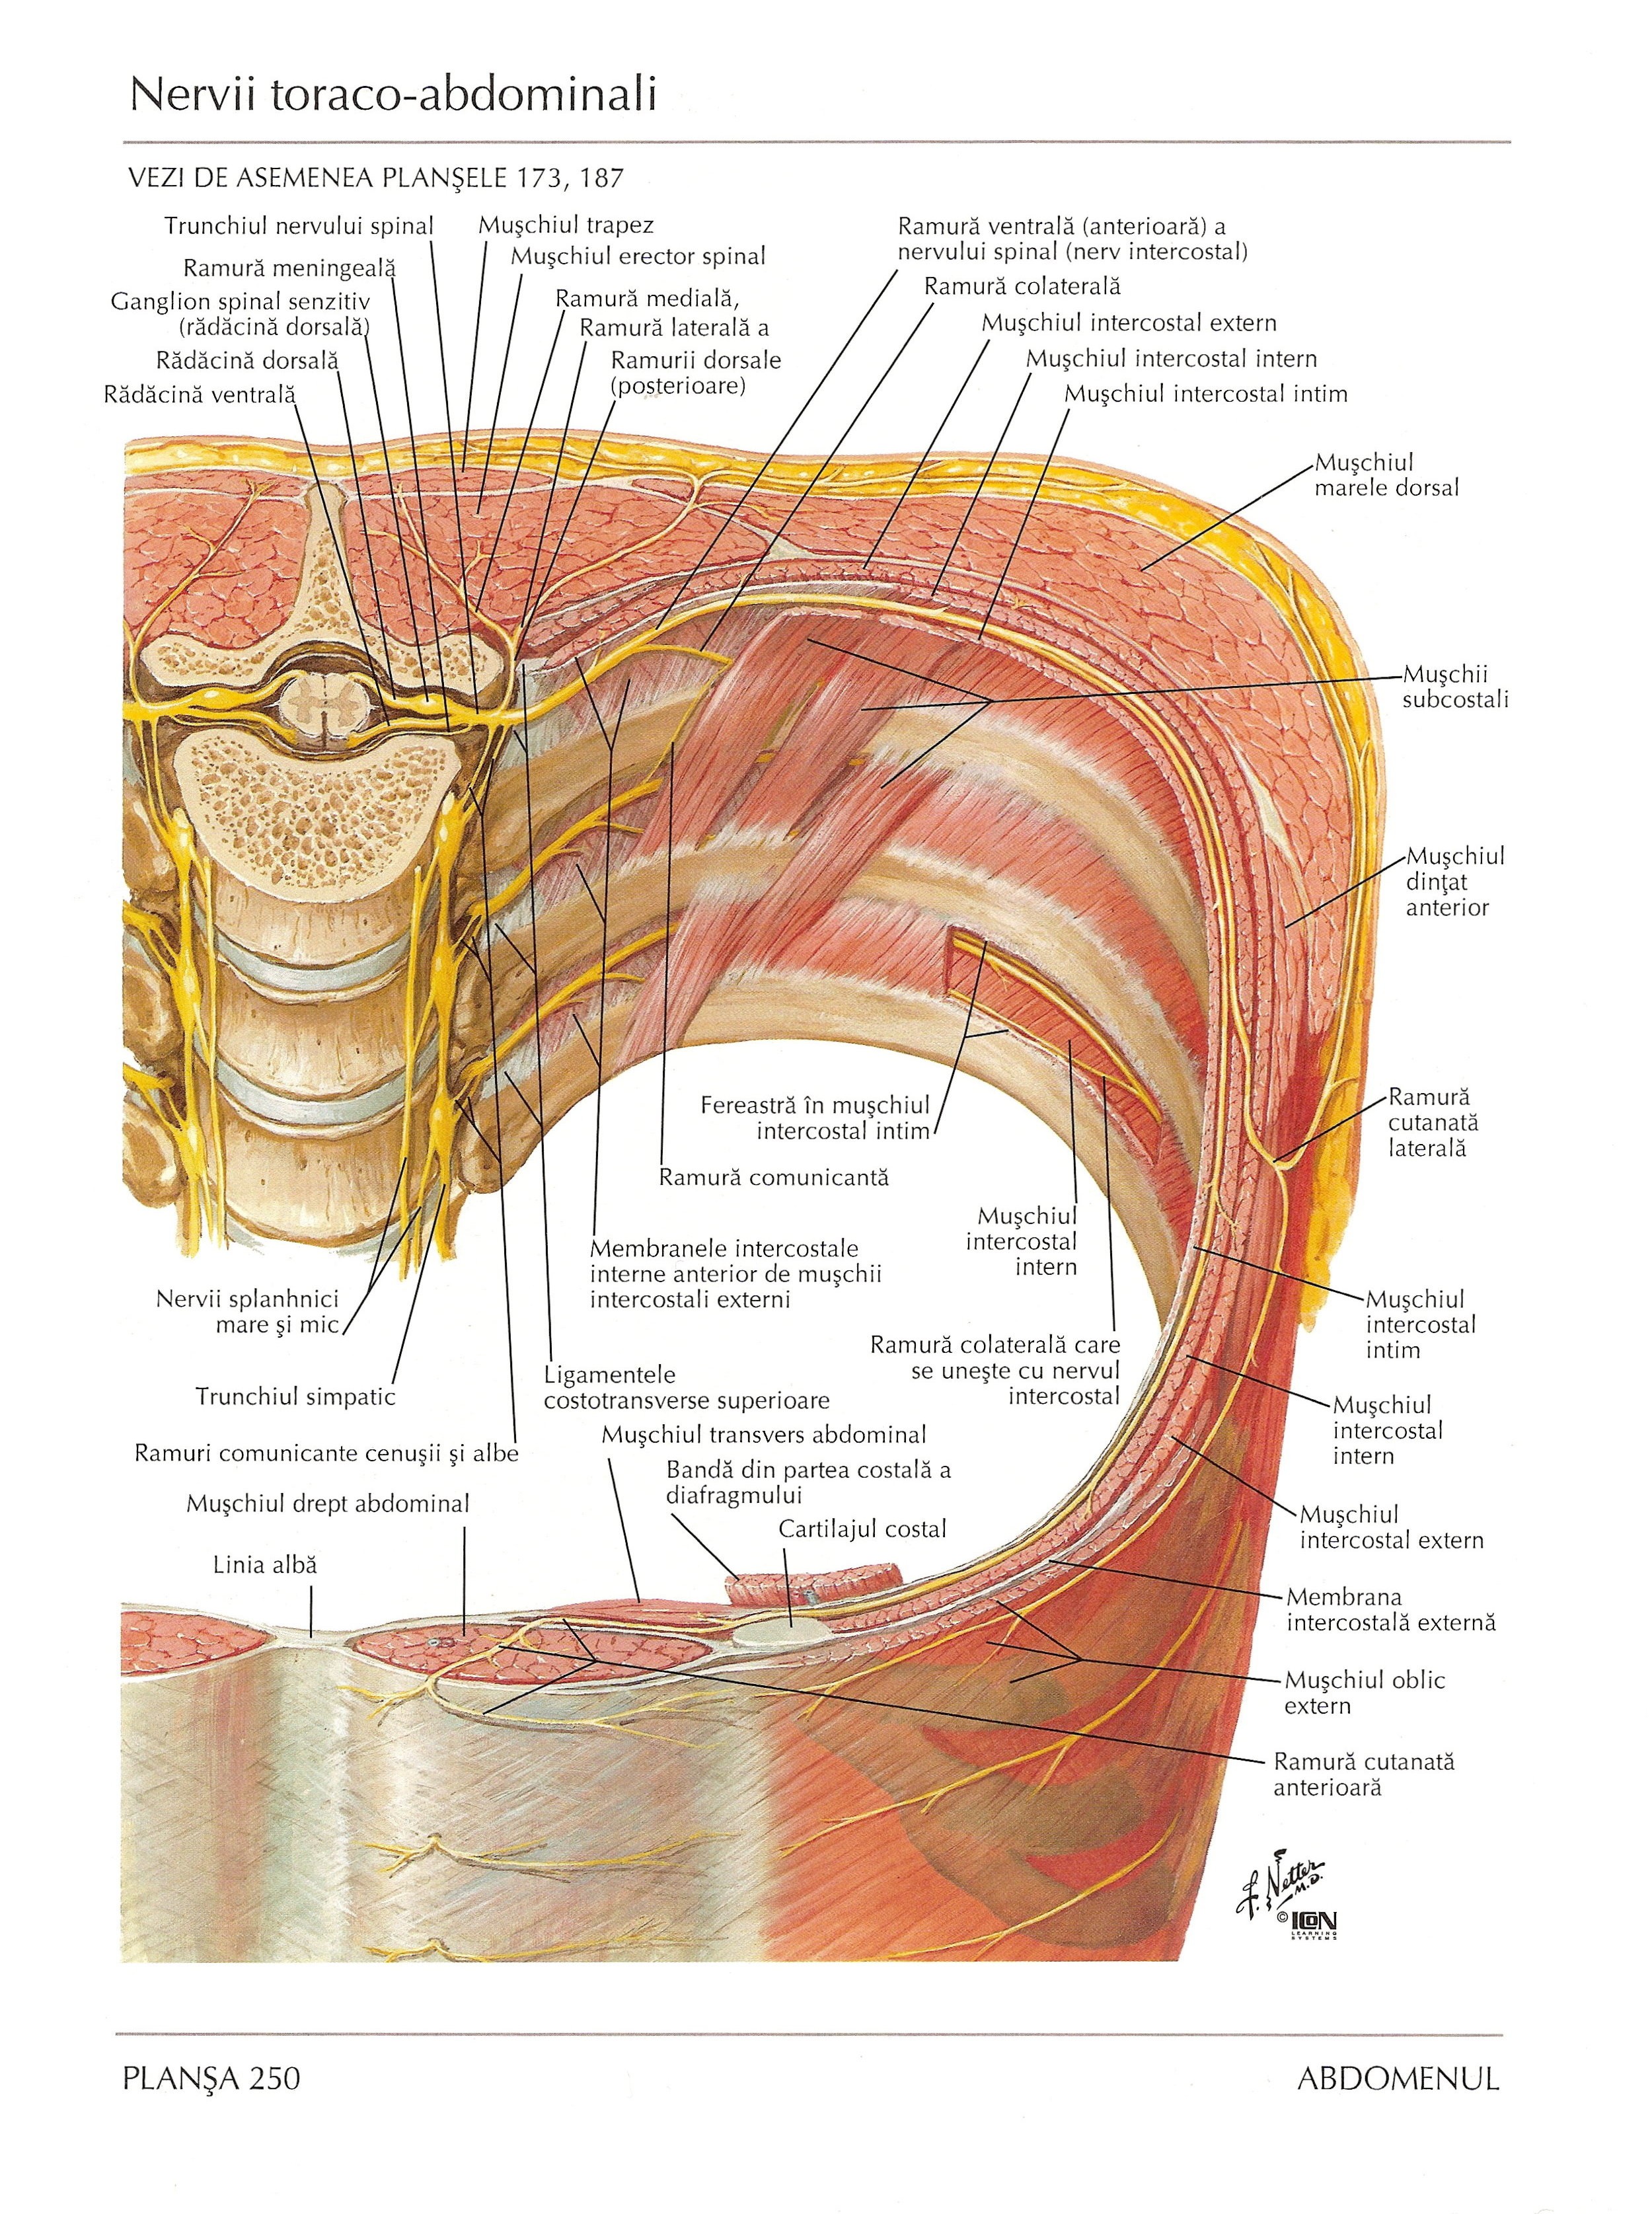 Nervii toraco-abdominali
VEZI DE ASEMENEA PLANŞELE 173, 187
Trunchiul nervului spinal
Ramură meningeală
Ganglion spinal senzitiv
(rădăcină dorsală)
Rădăcină dorsală
Rădăcină ventrală
Muşchiul trapez
Muşchiul erector spinal
Ramură medială,
Ramură laterală a
Ramurii dorsale
(posterioare)
Ramură ventrală (anterioară) a
nervului spinal (nerv intercostal)
Ramură colaterală
Muşchiul intercostal extern
Muşchiul intercostal intern
Muşchiul intercostal intim
Muşchiul
marele dorsal
Muşchii
subcostali
Muşchiul
dinţat
anterior
Ramură
cutanată
laterală
Fereastră în muşchiul
intercostal intim
Ramură comunicantă
Muşchiul
intercostal
intern
Membranele intercostale
interne anterior de muşchii
intercostali externi
Nervii splanhnici
mare şi mic
Ramură colaterală care
se uneşte cu nervul
intercostal
Muşchiul
intercostal
intim
Ligamentele
costotransverse superioare
Trunchiul simpatic
Muşchiul
intercostal
intern
Ramuri comunicante cenuşii şi albe
Muşchiul transvers abdominal
Bandă din partea costală a
diafragmului
Muşchiul drept abdominal
Cartilajul costal
Muşchiul
intercostal extern
Linia albă
Membrana
intercostală externă
Muşchiul oblic
extern
Ramură cutanată
anterioară
F. Netter
M.D.
© ICON
LEARNING
SYSTEMS
PLANŞA 250
ABDOMENUL